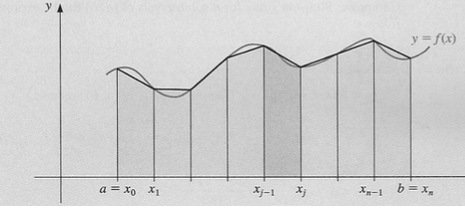 y
y = f(x)
a = x₀ x₁ xⱼ₋₁ xⱼ xₙ₋₁ b = xₙ